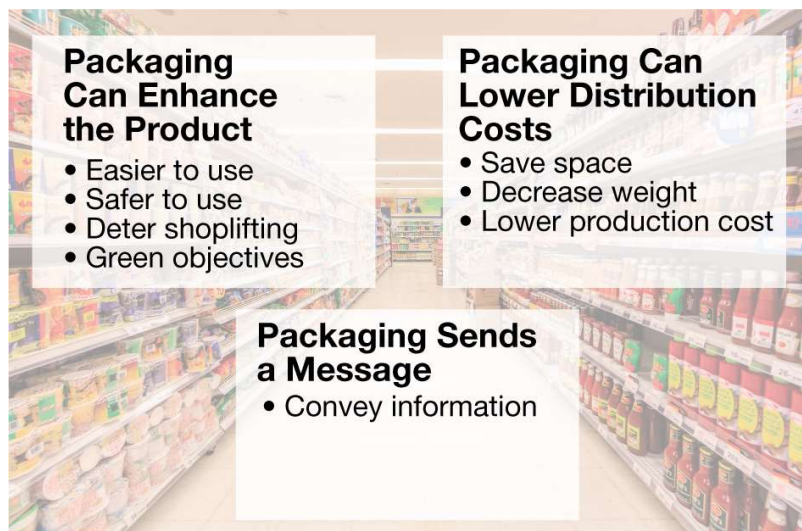 Packaging
Can Enhance
the Product
• Easier to use
• Safer to use
• Deter shoplifting
• Green objectives
Packaging Can
Lower Distribution
Costs
• Save space
• Decrease weight
• Lower production cost
Packaging Sends
a Message
• Convey information